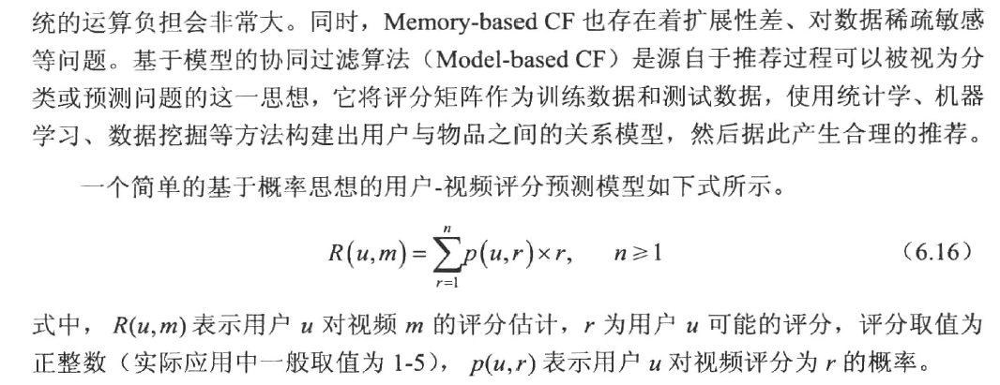 统的运算负担会非常大。同时，Memory-based CF 也存在着扩展性差、对数据稀疏敏感
等问题。基于模型的协同过滤算法（Model-based CF）是源自于推荐过程可以被视为分
类或预测问题的这一思想，它将评分矩阵作为训练数据和测试数据，使用统计学、机器
学习、数据挖掘等方法构建出用户与物品之间的关系模型，然后据此产生合理的推荐。
一个简单的基于概率思想的用户-视频评分预测模型如下式所示。
R(u,m)=∑_{r=1}^{n}p(u,r)×r, n≥1 （6.16）
式中，R(u,m) 表示用户 u 对视频 m 的评分估计，r 为用户 u 可能的评分，评分取值为
正整数（实际应用中一般取值为 1-5），p(u,r) 表示用户 u 对视频评分为 r 的概率。